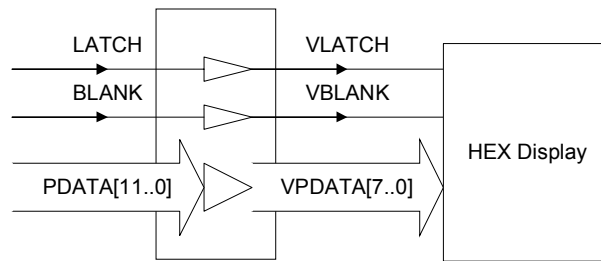 LATCH
VLATCH
BLANK
VBLANK
HEX Display
PDATA[11..0]
VPDATA[7..0]